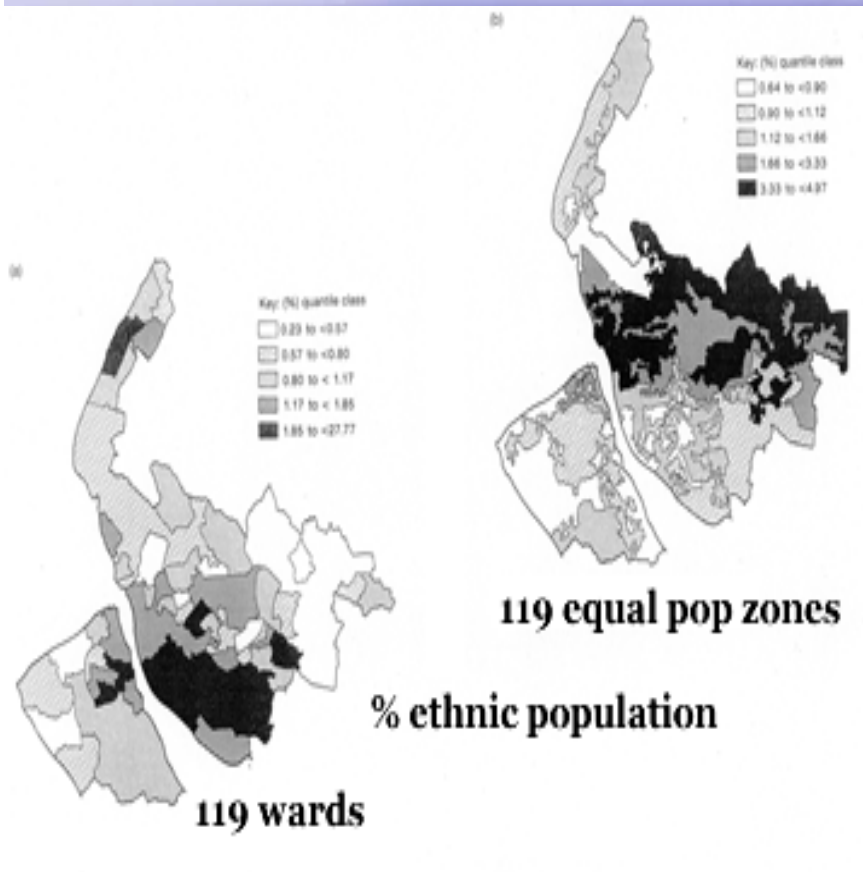 (a)
Key: (%) quantile class
0.23 to <0.57
0.57 to <0.80
0.80 to < 1.17
1.17 to < 1.85
1.85 to <27.77
119 wards
(b)
Key: (%) quantile class
0.64 to <0.90
0.90 to <1.12
1.12 to <1.66
1.66 to <3.33
3.33 to <4.97
119 equal pop zones
% ethnic population